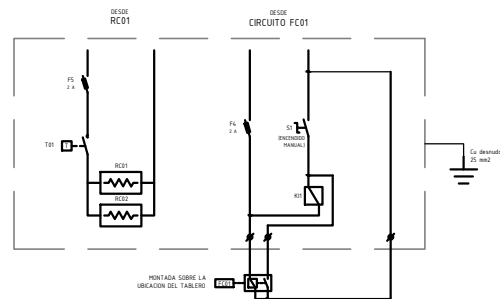 DESDE
RC01
DESDE
CIRCUITO FC01
F5
2 A
F4
2 A
S1
(ENCENDIDO
MANUAL)
T01
T
RC01
RC02
KI1
Cu desnudo
25 mm2
MONTADA SOBRE LA
UBICACION DEL TABLERO
FC01